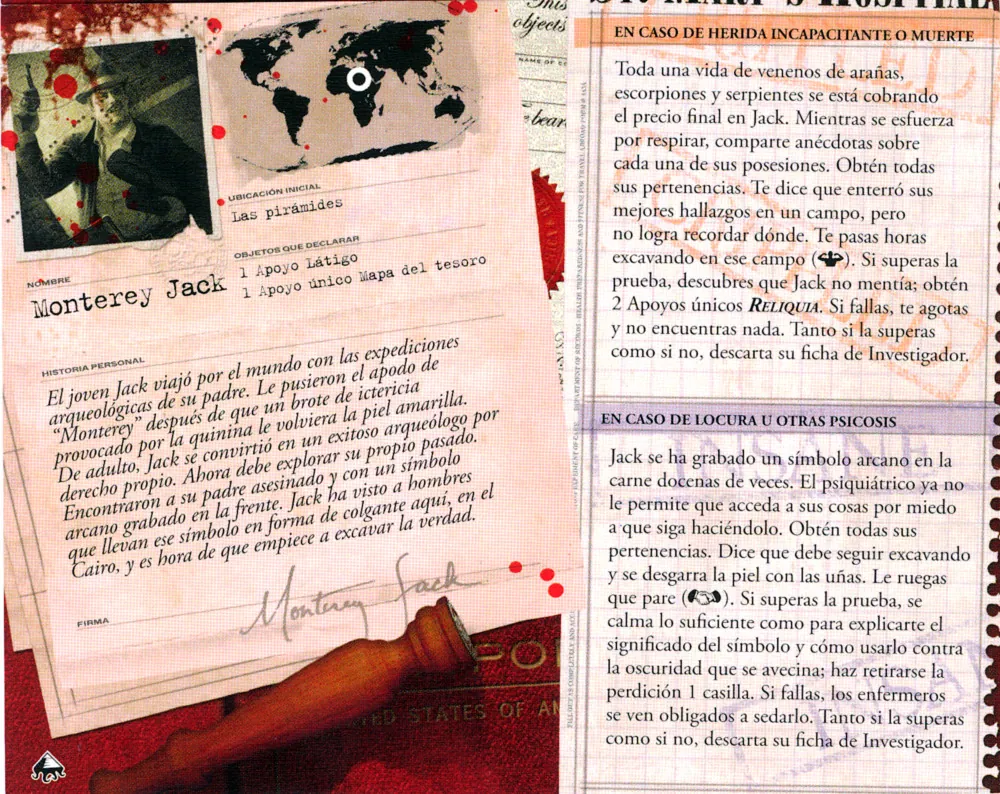 UBICACIÓN INICIAL
Las pirámides
OBJETOS QUE DECLARAR
1 Apoyo Látigo
1 Apoyo único Mapa del tesoro
NOMBRE
Monterey Jack
HISTORIA PERSONAL
El joven Jack viajó por el mundo con las expediciones
arqueológicas de su padre. Le pusieron el apodo de
“Monterey” después de que un brote de ictericia
provocado por la quinina le volviera la piel amarilla.
De adulto, Jack se convirtió en un exitoso arqueólogo por
derecho propio. Ahora debe explorar su propio pasado.
Encontraron a su padre asesinado y con un símbolo
arcano grabado en la frente. Jack ha visto a hombres
que llevan ese símbolo en forma de colgante aquí, en el
Cairo, y es hora de que empiece a excavar la verdad.
FIRMA
Monterey Jack
This
objects
NAME OF
bear
STATES OF AM
EN CASO DE HERIDA INCAPACITANTE O MUERTE
Toda una vida de venenos de arañas,
escorpiones y serpientes se está cobrando
el precio final en Jack. Mientras se esfuerza
por respirar, comparte anécdotas sobre
cada una de sus posesiones. Obtén todas
sus pertenencias. Te dice que enterró sus
mejores hallazgos en un campo, pero
no logra recordar dónde. Te pasas horas
excavando en ese campo ( ). Si superas la
prueba, descubres que Jack no mentía; obtén
2 Apoyos únicos RELIQUIA. Si fallas, te agotas
y no encuentras nada. Tanto si la superas
como si no, descarta su ficha de Investigador.
EN CASO DE LOCURA U OTRAS PSICOSIS
INSANE
Jack se ha grabado un símbolo arcano en la
carne docenas de veces. El psiquiátrico ya no
le permite que acceda a sus cosas por miedo
a que siga haciéndolo. Obtén todas sus
pertenencias. Dice que debe seguir excavando
y se desgarra la piel con las uñas. Le ruegas
que pare ( ). Si superas la prueba, se
calma lo suficiente como para explicarte el
significado del símbolo y cómo usarlo contra
la oscuridad que se avecina; haz retirarse la
perdición 1 casilla. Si fallas, los enfermeros
se ven obligados a sedarlo. Tanto si la superas
como si no, descarta su ficha de Investigador.